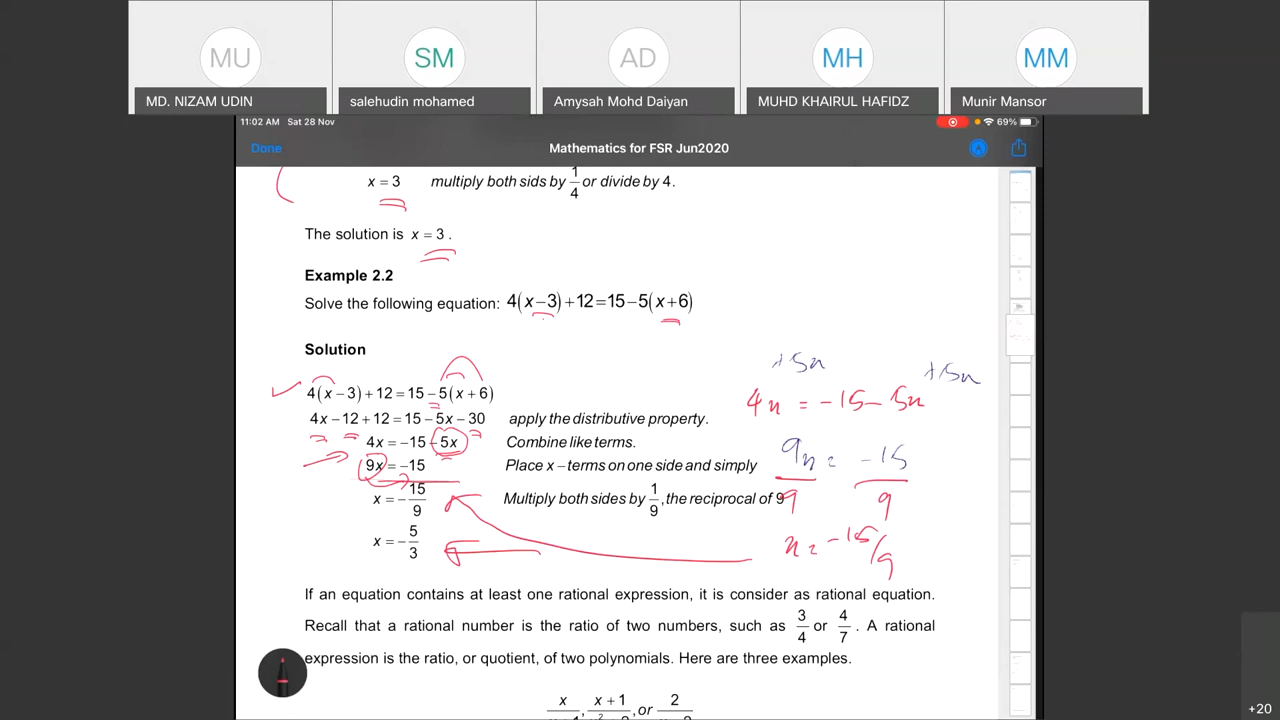 MU SM AD MH MM
MD. NIZAM UDIN salehudin mohamed Amysah Mohd Daiyan MUHD KHAIRUL HAFIDZ Munir Mansor
11:02 AM Sat 28 Nov 69%
Done Mathematics for FSR Jun2020
x = 3 multiply both sids by 1/4 or divide by 4.
The solution is x = 3 .
Example 2.2
Solve the following equation: 4(x−3)+12=15−5(x+6)
Solution
+5x +5x
4(x−3)+12=15−5(x+6)
4x = −15 − 5x
4x−12+12=15−5x−30 apply the distributive property.
4x = −15−5x Combine like terms.
9x = −15
9x = −15 Place x − terms on one side and simply
9 9
x = −15/9 Multiply both sides by 1/9, the reciprocal of 9
x = −5/3
x = −15/9
If an equation contains at least one rational expression, it is consider as rational equation.
Recall that a rational number is the ratio of two numbers, such as 3/4 or 4/7 . A rational
expression is the ratio, or quotient, of two polynomials. Here are three examples.
x , x+1 , or 2
+20